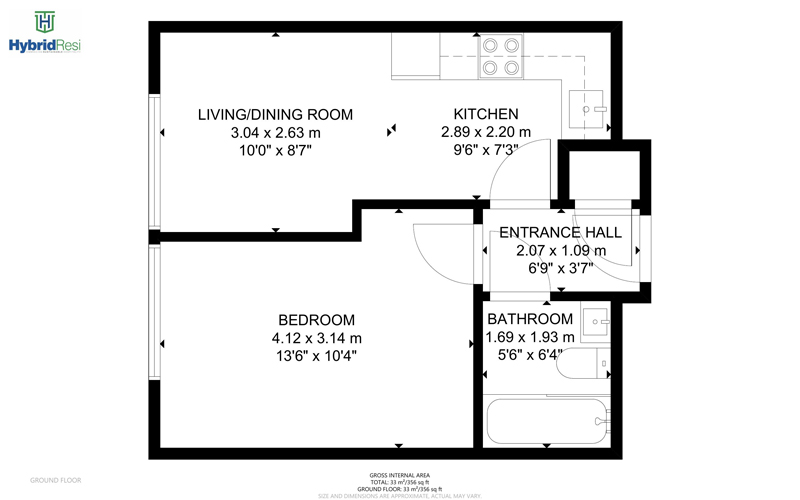 HybridResi
LIVING/DINING ROOM
3.04 x 2.63 m
10'0" x 8'7"
KITCHEN
2.89 x 2.20 m
9'6" x 7'3"
ENTRANCE HALL
2.07 x 1.09 m
6'9" x 3'7"
BEDROOM
4.12 x 3.14 m
13'6" x 10'4"
BATHROOM
1.69 x 1.93 m
5'6" x 6'4"
GROUND FLOOR
GROSS INTERNAL AREA
TOTAL: 33 m²/356 sq ft
GROUND FLOOR: 33 m²/356 sq ft
SIZE AND DIMENSIONS ARE APPROXIMATE, ACTUAL MAY VARY.